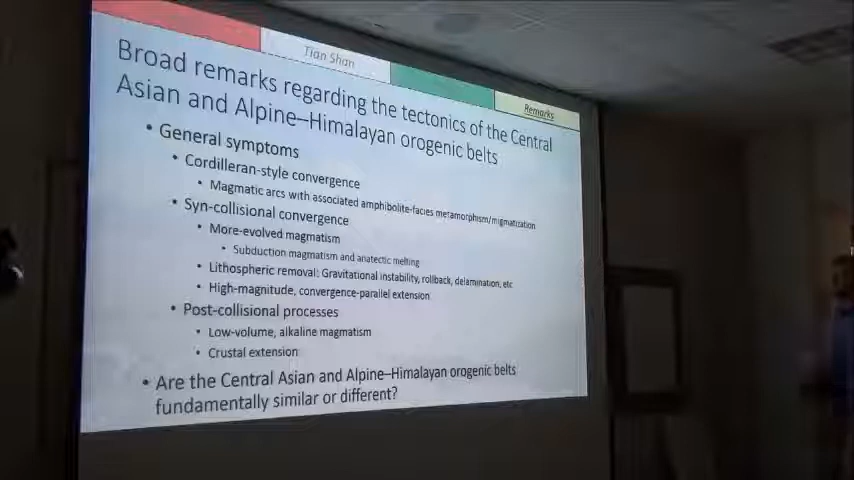 Tian Shan
Remarks
Broad remarks regarding the tectonics of the Central
Asian and Alpine–Himalayan orogenic belts
• General symptoms
• Cordilleran-style convergence
• Magmatic arcs with associated amphibolite-facies metamorphism/migmatization
• Syn-collisional convergence
• More-evolved magmatism
• Subduction magmatism and anatectic melting
• Lithospheric removal: Gravitational instability, rollback, delamination, etc
• High-magnitude, convergence-parallel extension
• Post-collisional processes
• Low-volume, alkaline magmatism
• Crustal extension
• Are the Central Asian and Alpine–Himalayan orogenic belts
fundamentally similar or different?